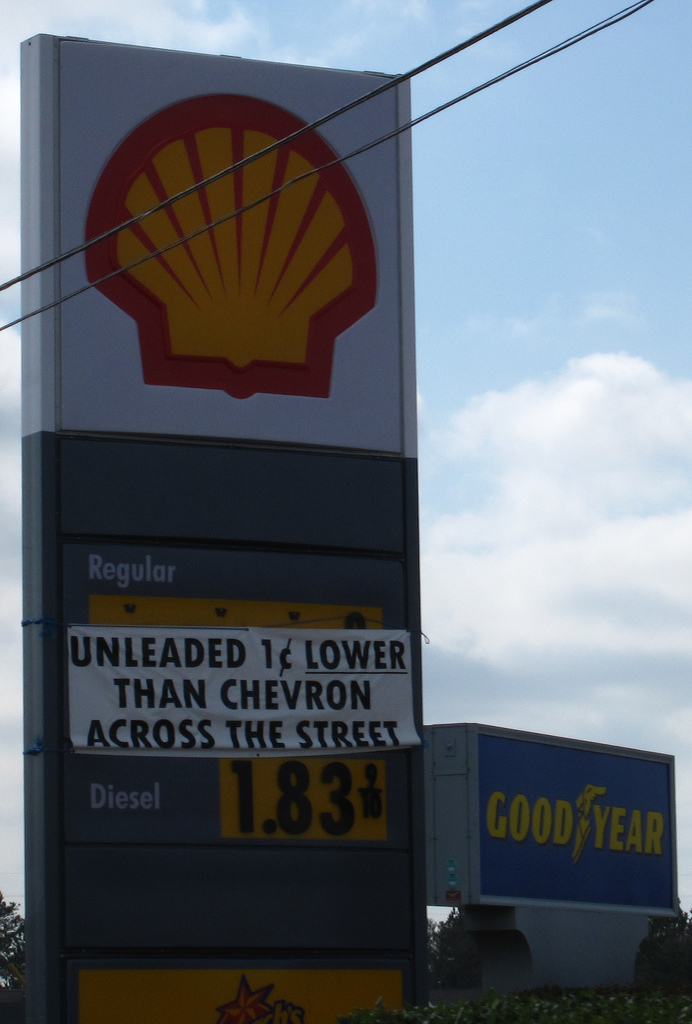 Regular
UNLEADED 1¢ LOWER
THAN CHEVRON
ACROSS THE STREET
Diesel 1.83 9/10
GOODYEAR